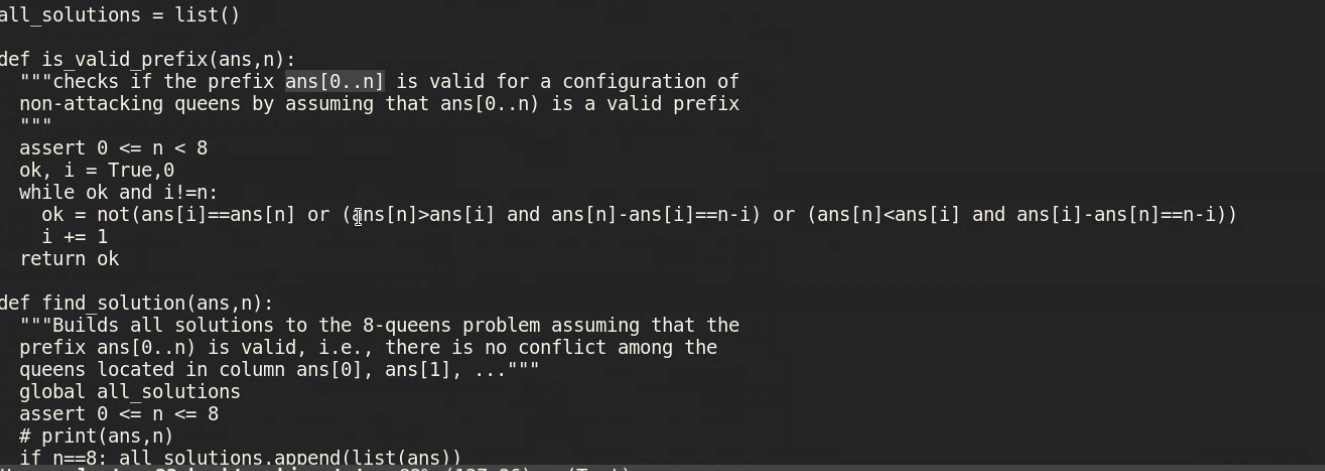 all_solutions = list()
def is_valid_prefix(ans,n):
"""checks if the prefix ans[0..n] is valid for a configuration of
non-attacking queens by assuming that ans[0..n) is a valid prefix
"""
assert 0 <= n < 8
ok, i = True,0
while ok and i!=n:
ok = not(ans[i]==ans[n] or (ans[n]>ans[i] and ans[n]-ans[i]==n-i) or (ans[n]<ans[i] and ans[i]-ans[n]==n-i))
i += 1
return ok
def find_solution(ans,n):
"""Builds all solutions to the 8-queens problem assuming that the
prefix ans[0..n) is valid, i.e., there is no conflict among the
queens located in column ans[0], ans[1], ..."""
global all_solutions
assert 0 <= n <= 8
# print(ans,n)
if n==8: all_solutions.append(list(ans))